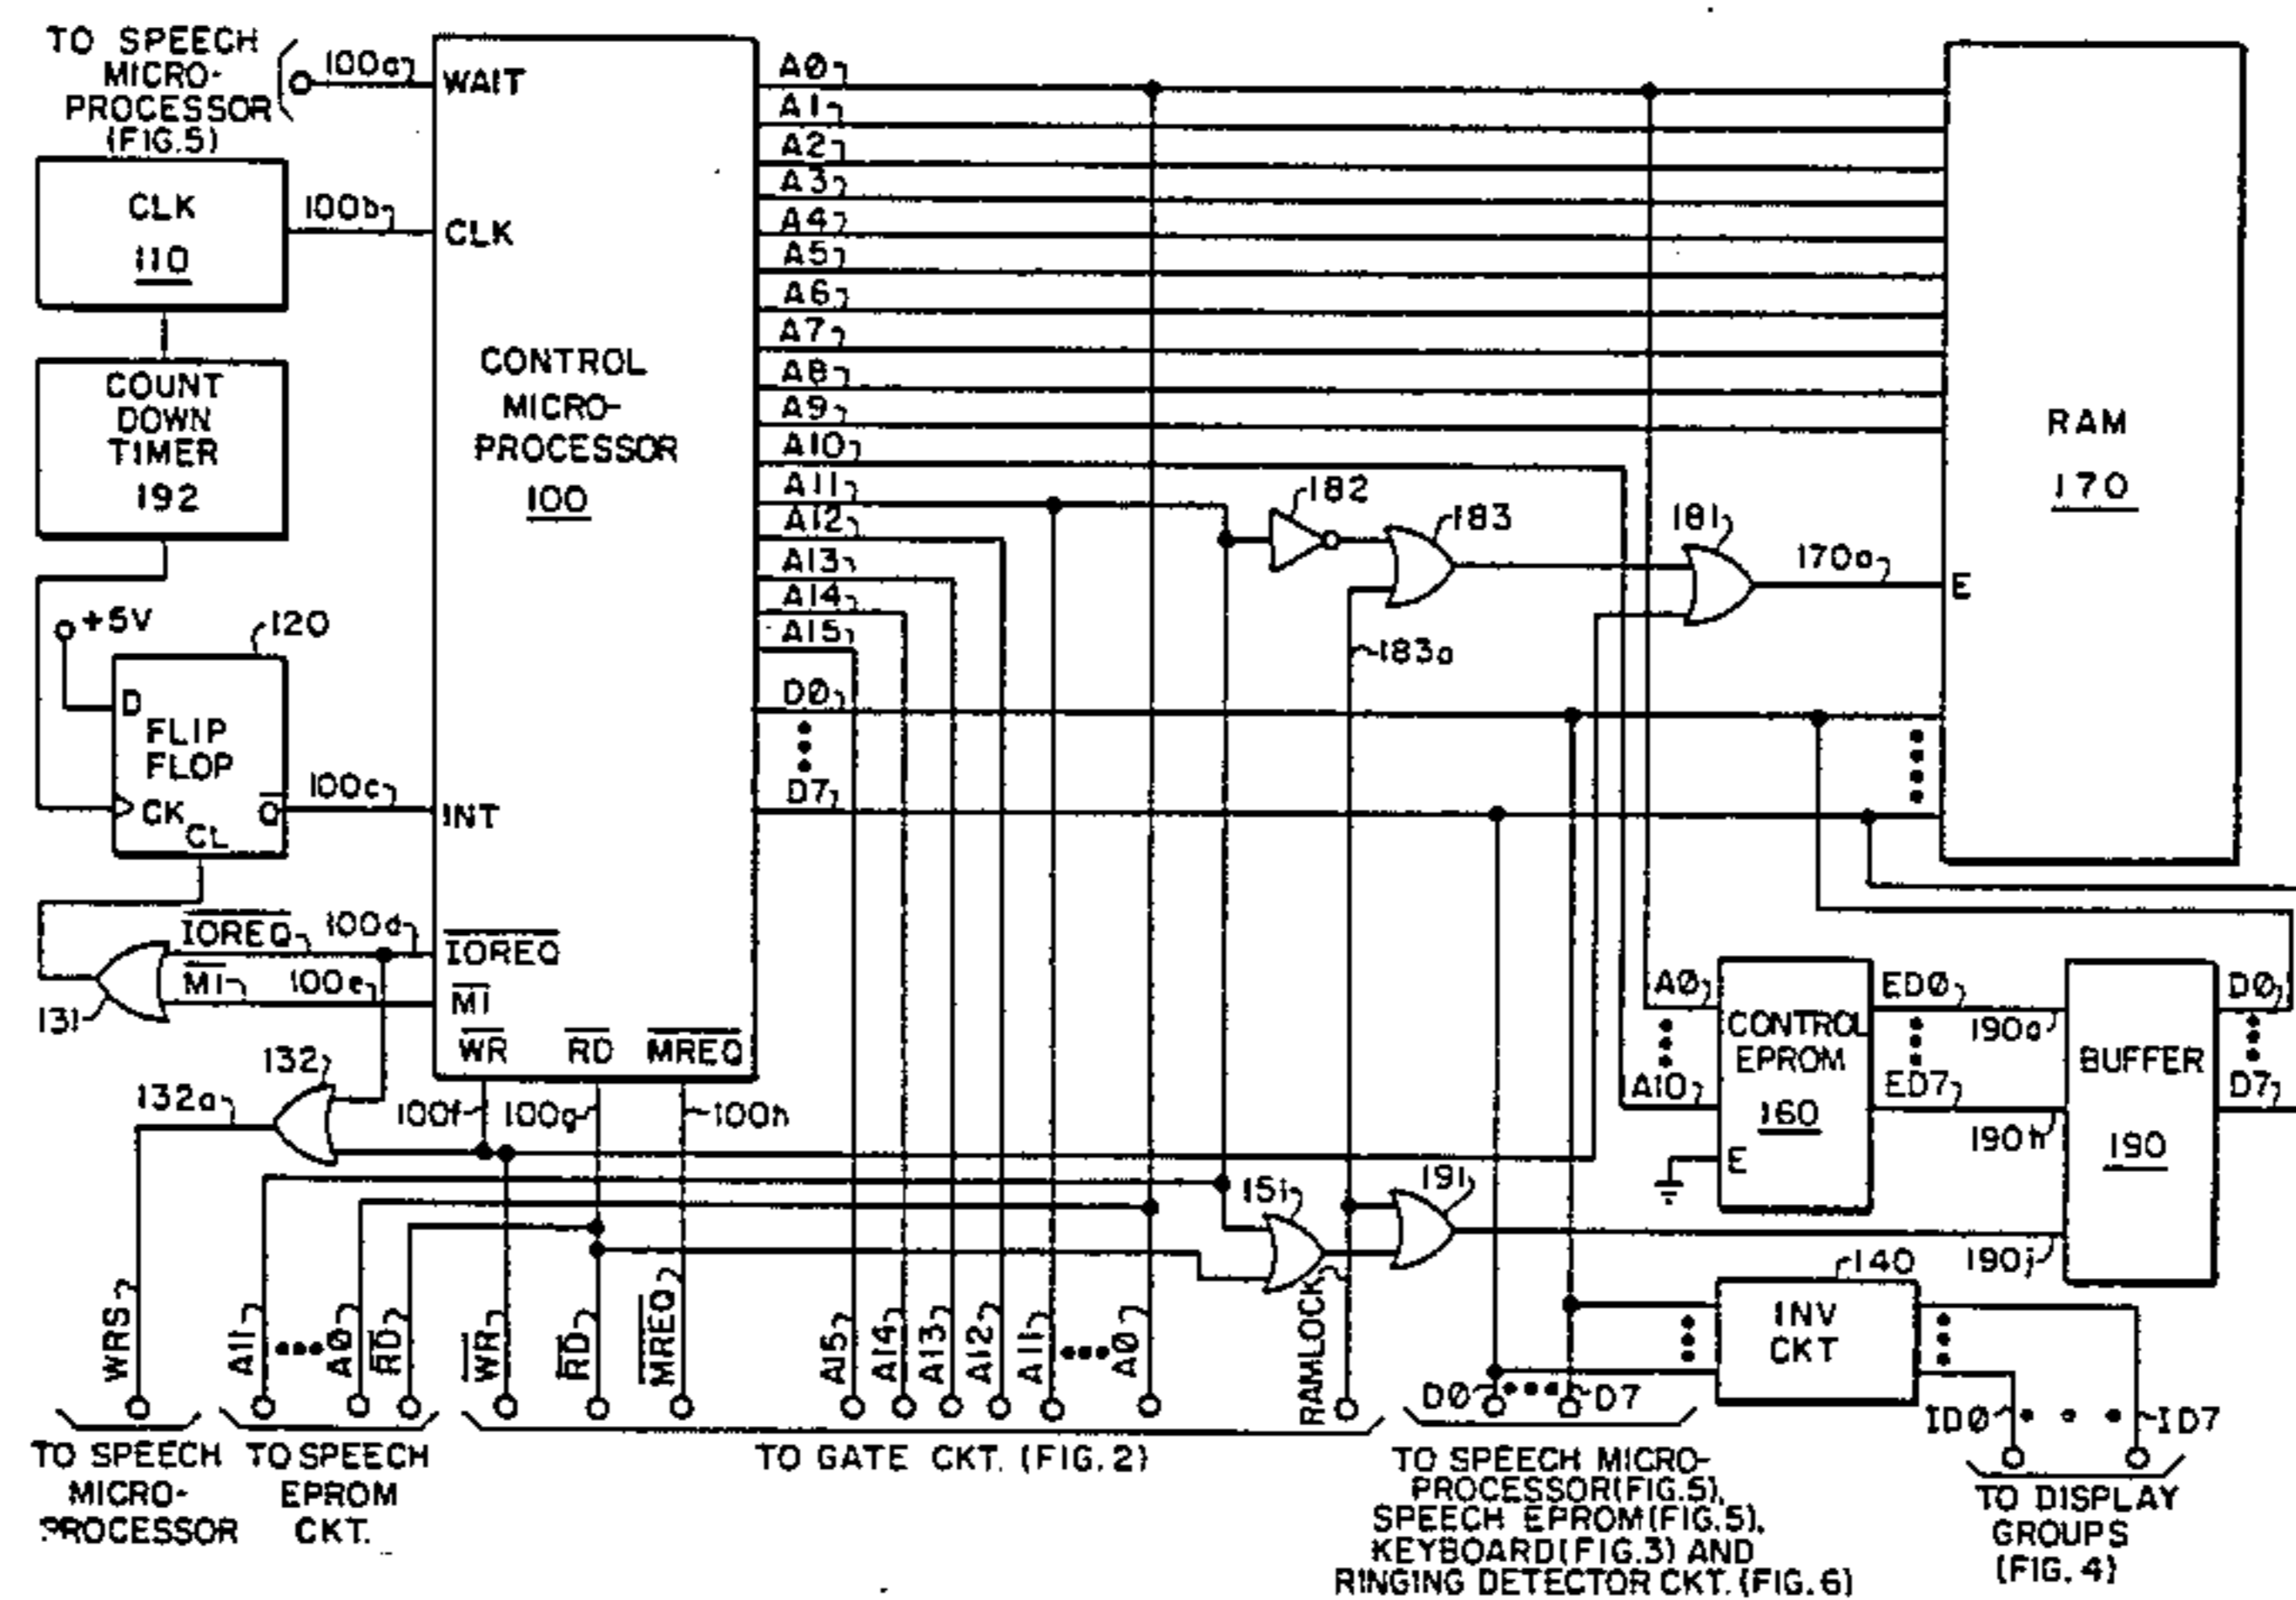 TO SPEECH
MICRO-
PROCESSOR
(FIG.5)
100a
WAIT
CLK
110
100b
CLK
COUNT
DOWN
TIMER
192
+5V
120
D
FLIP
FLOP
CK
CL
Q
100c
INT
CONTROL
MICRO-
PROCESSOR
100
IOREQ
100d
IOREQ
M1
100e
M1
131
WR
RD
MREQ
132
132a
100f
100g
100h
A0
A1
A2
A3
A4
A5
A6
A7
A8
A9
A10
A11
A12
A13
A14
A15
D0
D7
182
183
181
170a
E
183a
RAM
170
A0
A10
CONTROL
EPROM
160
E
ED0
ED7
190a
190h
BUFFER
190
D0
D7
151
191
190j
140
INV
CKT
WRS
A11
A0
RD
WR
RD
MREQ
A15
A14
A13
A12
A11
A0
RAMLOCK
D0
D7
ID0
ID7
TO SPEECH
MICRO-
PROCESSOR
TO SPEECH
EPROM
CKT.
TO GATE CKT. (FIG.2)
TO SPEECH MICRO-
PROCESSOR(FIG.5),
SPEECH EPROM(FIG.5),
KEYBOARD(FIG.3) AND
RINGING DETECTOR CKT. (FIG.6)
TO DISPLAY
GROUPS
(FIG.4)